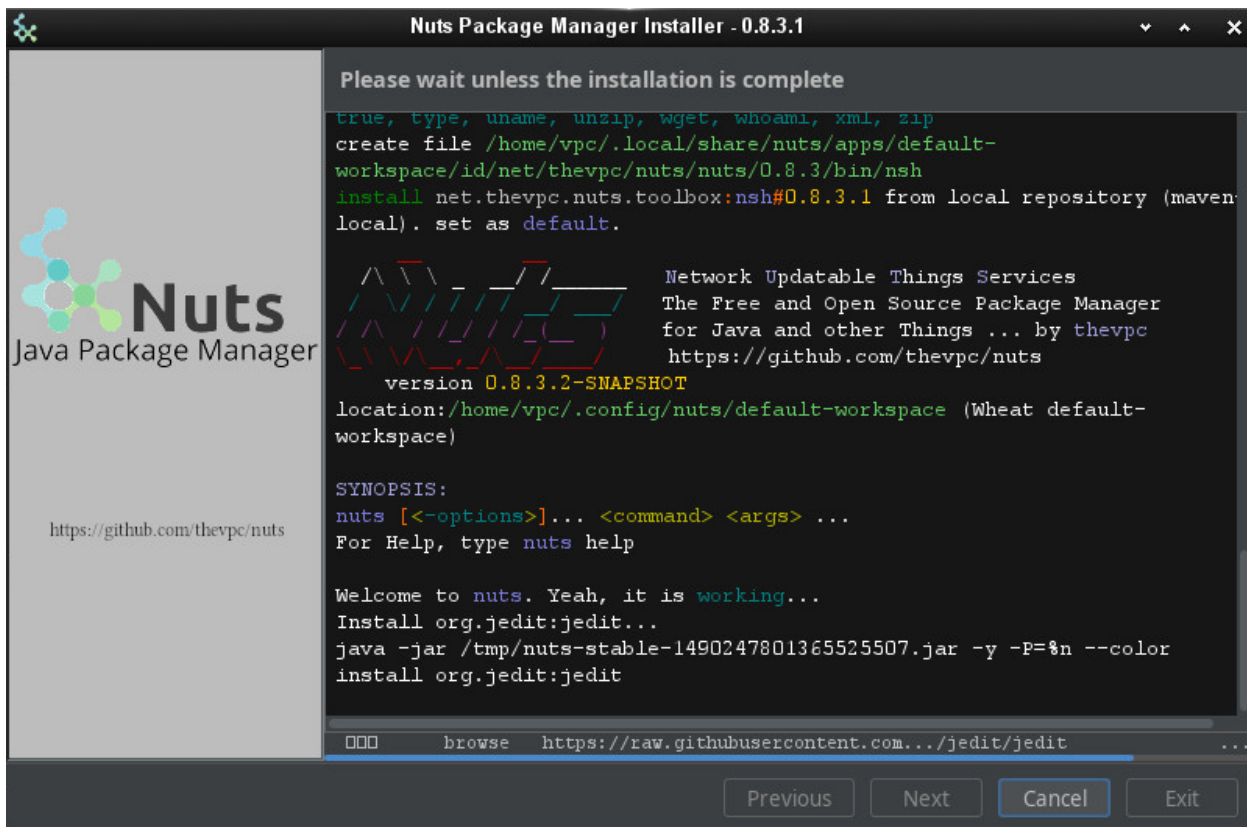 Nuts Package Manager Installer - 0.8.3.1
Please wait unless the installation is complete
true, type, uname, unzip, wget, whoami, xml, zip
create file /home/vpc/.local/share/nuts/apps/default-
workspace/id/net/thevpc/nuts/nuts/0.8.3/bin/nsh
install net.thevpc.nuts.toolbox:nsh#0.8.3.1 from local repository (maven-
local). set as default.
Network Updatable Things Services
The Free and Open Source Package Manager
for Java and other Things ... by thevpc
https://github.com/thevpc/nuts
version 0.8.3.2-SNAPSHOT
location:/home/vpc/.config/nuts/default-workspace (Wheat default-
workspace)
SYNOPSIS:
nuts [<-options>]... <command> <args> ...
For Help, type nuts help
Welcome to nuts. Yeah, it is working...
Install org.jedit:jedit...
java -jar /tmp/nuts-stable-1490247801365525507.jar -y -P=%n --color
install org.jedit:jedit
browse https://raw.githubusercontent.com.../jedit/jedit ...
Nuts
Java Package Manager
https://github.com/thevpc/nuts
Previous Next Cancel Exit